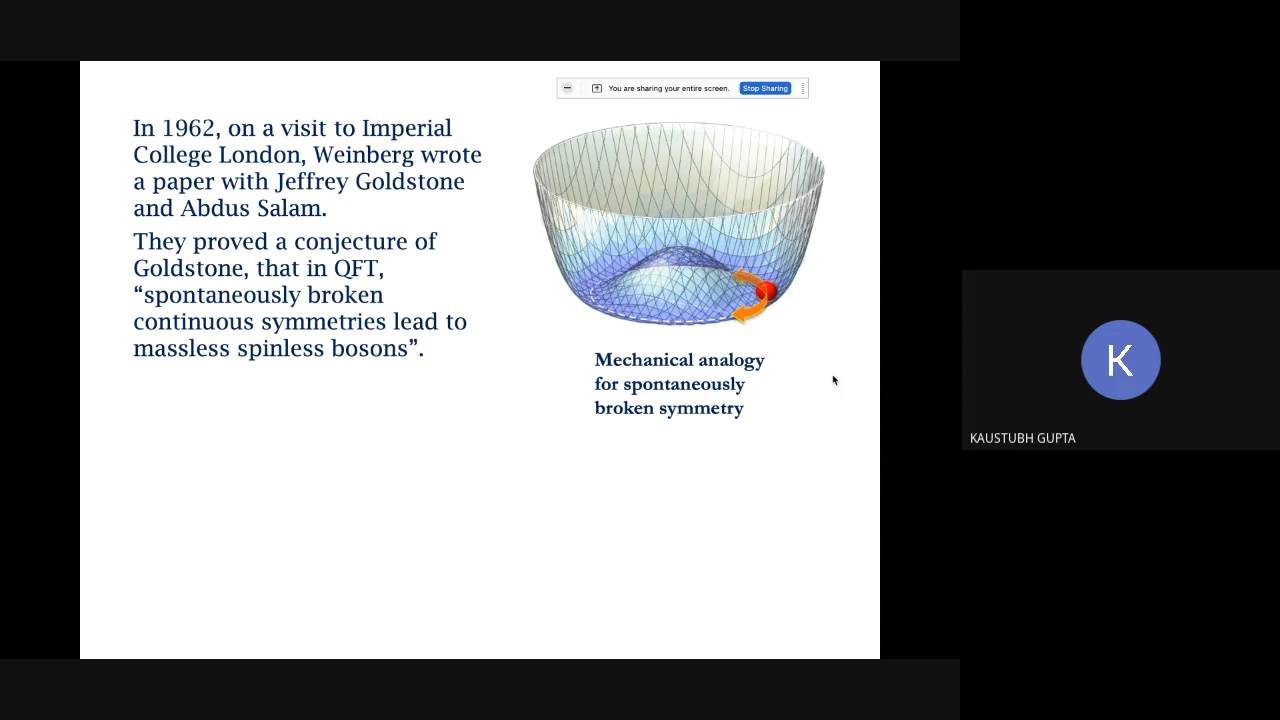 You are sharing your entire screen.
Stop Sharing
In 1962, on a visit to Imperial
College London, Weinberg wrote
a paper with Jeffrey Goldstone
and Abdus Salam.
They proved a conjecture of
Goldstone, that in QFT,
“spontaneously broken
continuous symmetries lead to
massless spinless bosons”.
Mechanical analogy
for spontaneously
broken symmetry
K
KAUSTUBH GUPTA